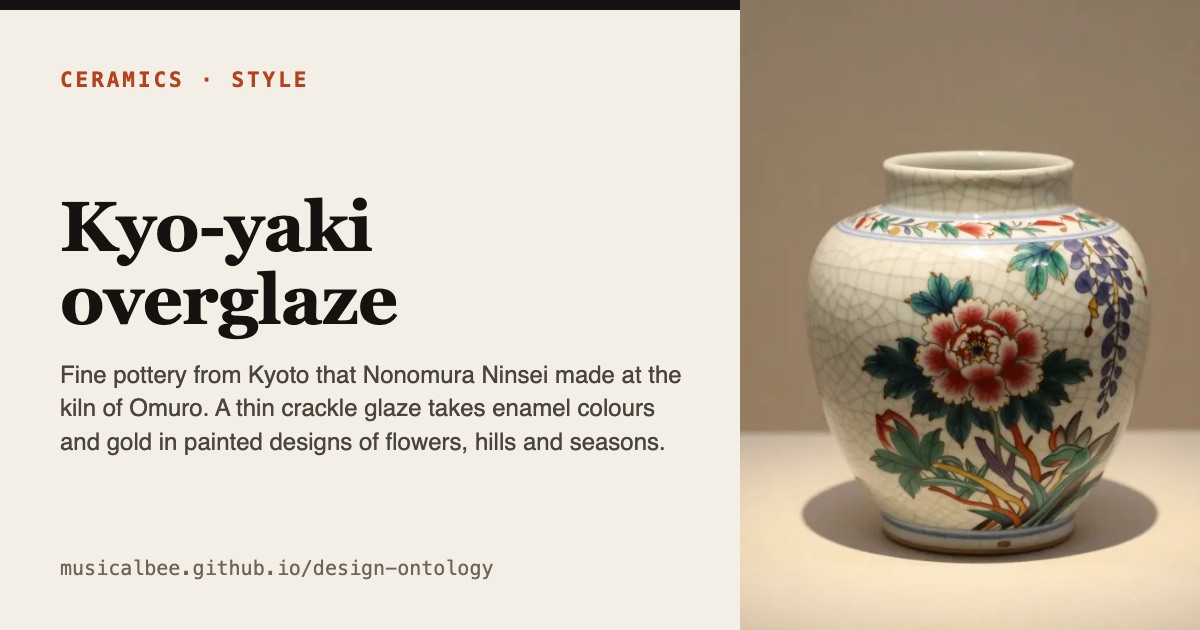 CERAMICS · STYLE
Kyo-yaki
overglaze
Fine pottery from Kyoto that Nonomura Ninsei made at the
kiln of Omuro. A thin crackle glaze takes enamel colours
and gold in painted designs of flowers, hills and seasons.
musicalbee.github.io/design-ontology